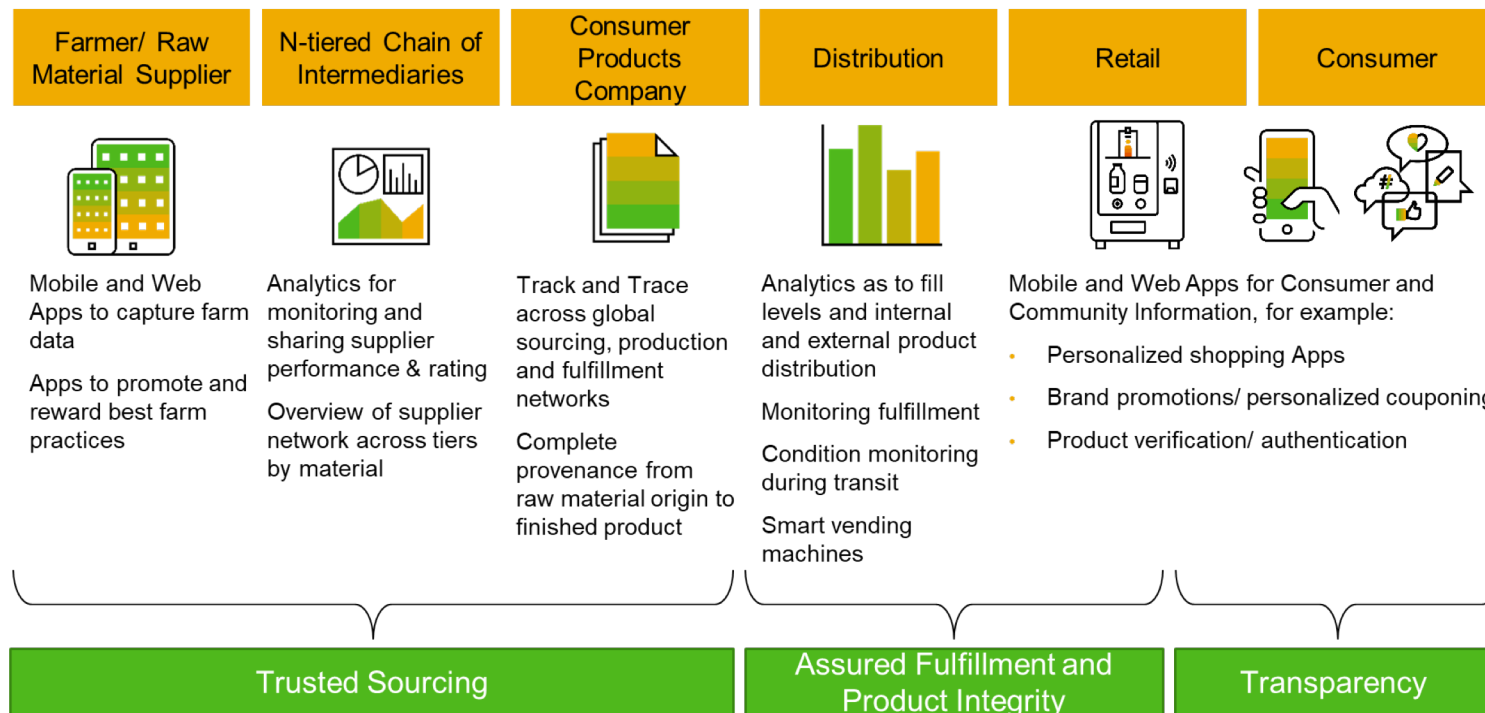 Farmer/ Raw
Material Supplier
N-tiered Chain of
Intermediaries
Consumer
Products
Company
Distribution
Retail
Consumer
#
Mobile and Web
Apps to capture farm
data
Apps to promote and
reward best farm
practices
Analytics for
monitoring and
sharing supplier
performance & rating
Overview of supplier
network across tiers
by material
Track and Trace
across global
sourcing, production
and fulfillment
networks
Complete
provenance from
raw material origin to
finished product
Analytics as to fill
levels and internal
and external product
distribution
Monitoring fulfillment
Condition monitoring
during transit
Smart vending
machines
Mobile and Web Apps for Consumer and
Community Information, for example:
• Personalized shopping Apps
• Brand promotions/ personalized couponing
• Product verification/ authentication
Trusted Sourcing
Assured Fulfillment and
Product Integrity
Transparency